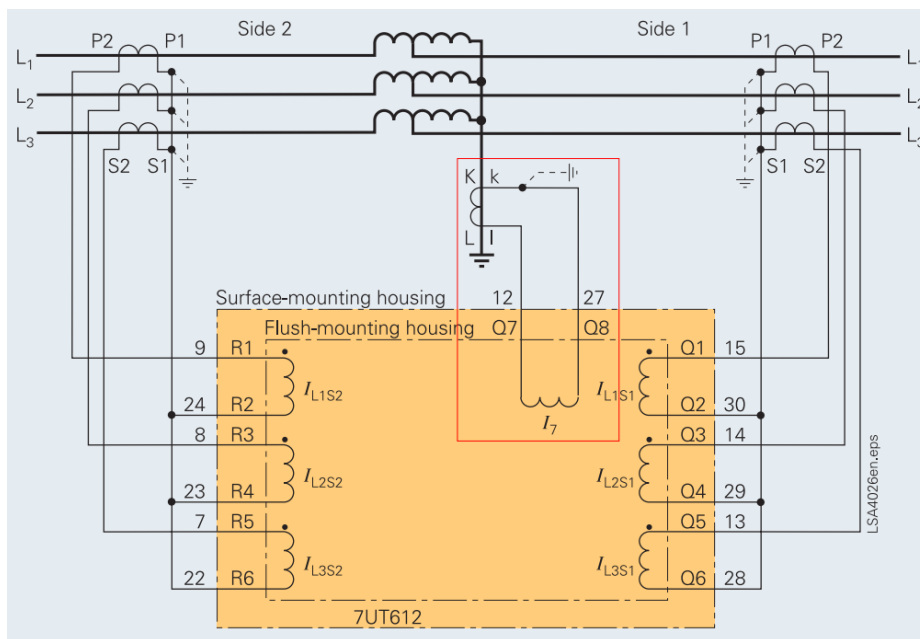 Side 2 Side 1
P2 P1 P1 P2
L1 L
L2 L2
L3 L3
S2 S1 S1 S2
K k
L l
Surface-mounting housing 12 27
Flush-mounting housing Q7 Q8
9 R1 Q1 15
IL1S2 IL1S1
24 R2 I7 Q2 30
8 R3 Q3 14
IL2S2 IL2S1
23 R4 Q4 29
7 R5 Q5 13
IL3S2 IL3S1
22 R6 Q6 28
7UT612
LSA4026en.eps